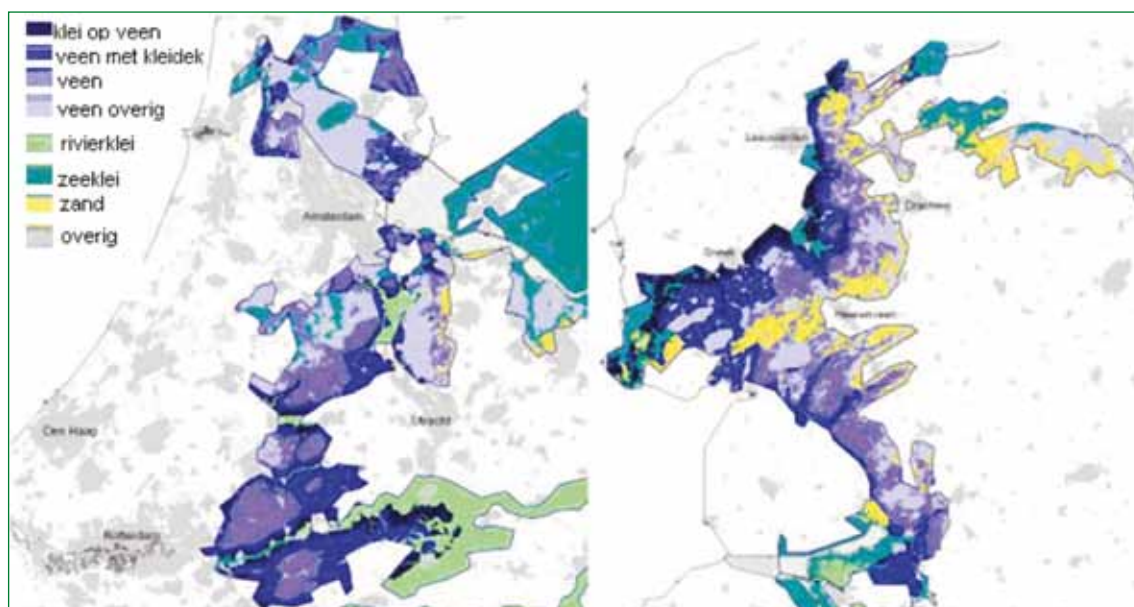 klei op veen
veen met kleidek
veen
veen overig
rivierklei
zeeklei
zand
overig
Amsterdam
Den Haag
Utrecht
Rotterdam
Leeuwarden
Drachten
Sneek
Heerenveen